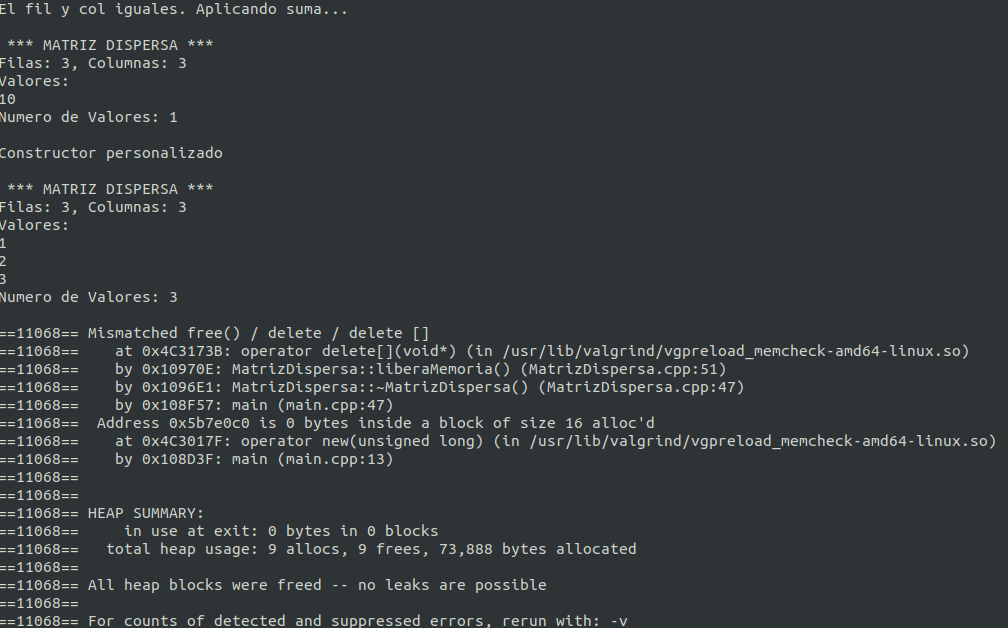 El fil y col iguales. Aplicando suma...
*** MATRIZ DISPERSA ***
Filas: 3, Columnas: 3
Valores:
10
Numero de Valores: 1
Constructor personalizado
*** MATRIZ DISPERSA ***
Filas: 3, Columnas: 3
Valores:
1
2
3
Numero de Valores: 3
==11068== Mismatched free() / delete / delete []
==11068==    at 0x4C3173B: operator delete[](void*) (in /usr/lib/valgrind/vgpreload_memcheck-amd64-linux.so)
==11068==    by 0x10970E: MatrizDispersa::liberaMemoria() (MatrizDispersa.cpp:51)
==11068==    by 0x1096E1: MatrizDispersa::~MatrizDispersa() (MatrizDispersa.cpp:47)
==11068==    by 0x108F57: main (main.cpp:47)
==11068==  Address 0x5b7e0c0 is 0 bytes inside a block of size 16 alloc'd
==11068==    at 0x4C3017F: operator new(unsigned long) (in /usr/lib/valgrind/vgpreload_memcheck-amd64-linux.so)
==11068==    by 0x108D3F: main (main.cpp:13)
==11068==
==11068==
==11068== HEAP SUMMARY:
==11068==     in use at exit: 0 bytes in 0 blocks
==11068==   total heap usage: 9 allocs, 9 frees, 73,888 bytes allocated
==11068==
==11068== All heap blocks were freed -- no leaks are possible
==11068==
==11068== For counts of detected and suppressed errors, rerun with: -v